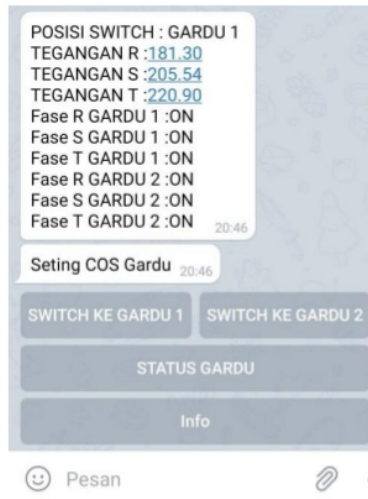 POSISI SWITCH : GARDU 1
TEGANGAN R :181.30
TEGANGAN S :205.54
TEGANGAN T :220.90
Fase R GARDU 1 :ON
Fase S GARDU 1 :ON
Fase T GARDU 1 :ON
Fase R GARDU 2 :ON
Fase S GARDU 2 :ON
Fase T GARDU 2 :ON
20:46
Seting COS Gardu 20:46
SWITCH KE GARDU 1 SWITCH KE GARDU 2
STATUS GARDU
Info
Pesan